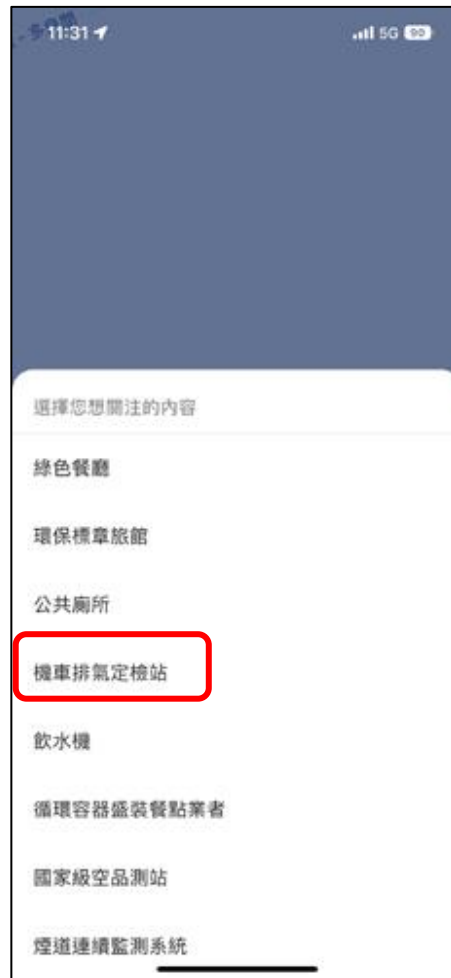 11:31
5G 90
選擇您想關注的內容
綠色餐廳
環保標章旅館
公共廁所
機車排氣定檢站
飲水機
循環容器盛裝餐點業者
國家級空品測站
煙道連續監測系統